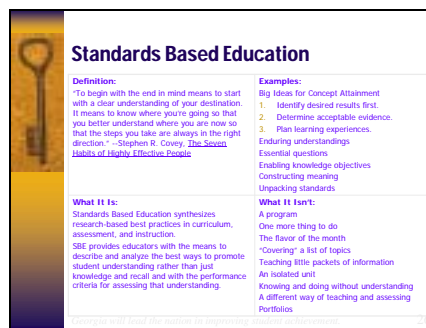 Standards Based Education
Definition:
"To begin with the end in mind means to start
with a clear understanding of your destination.
It means to know where you're going so that
you better understand where you are now so
that the steps you take are always in the right
direction." --Stephen R. Covey, The Seven
Habits of Highly Effective People
Examples:
Big Ideas for Concept Attainment
1. Identify desired results first.
2. Determine acceptable evidence.
3. Plan learning experiences.
Enduring understandings
Essential questions
Enabling knowledge objectives
Constructing meaning
Unpacking standards
What It Is:
Standards Based Education synthesizes
research-based best practices in curriculum,
assessment, and instruction.
SBE provides educators with the means to
describe and analyze the best ways to promote
student understanding rather than just
knowledge and recall and with the performance
criteria for assessing that understanding.
What It Isn't:
A program
One more thing to do
The flavor of the month
"Covering" a list of topics
Teaching little packets of information
An isolated unit
Knowing and doing without understanding
A different way of teaching and assessing
Portfolios
Georgia will lead the nation in improving student achievement.